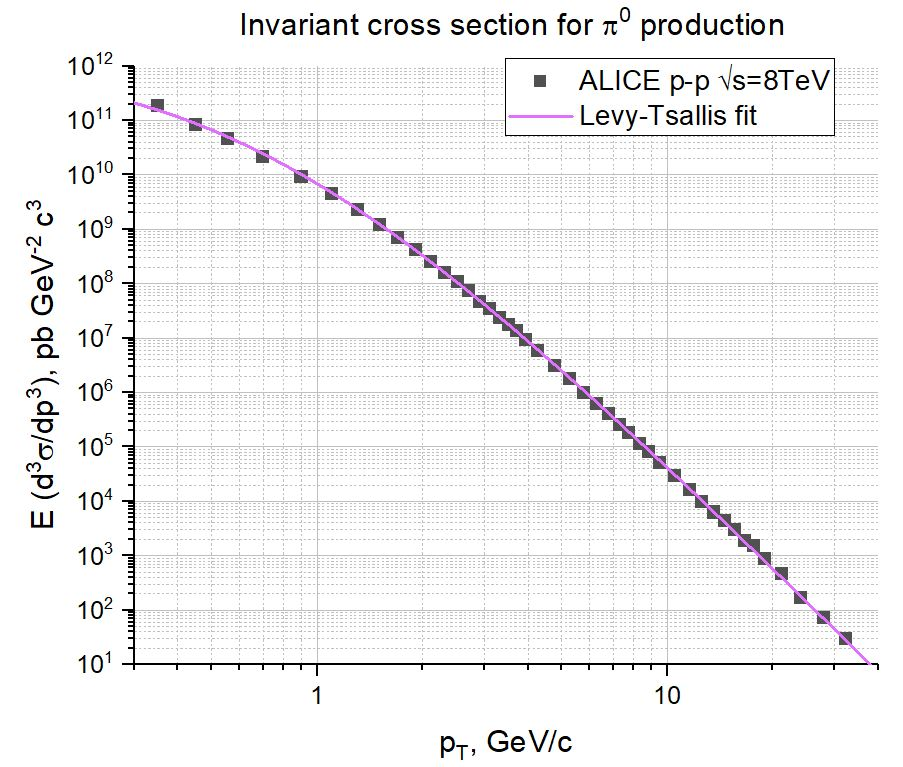 Invariant cross section for π⁰ production
ALICE p-p √s=8TeV
Levy-Tsallis fit
E (d³σ/dp³), pb GeV⁻² c³
10¹²
10¹¹
10¹⁰
10⁹
10⁸
10⁷
10⁶
10⁵
10⁴
10³
10²
10¹
1 10
p_T, GeV/c